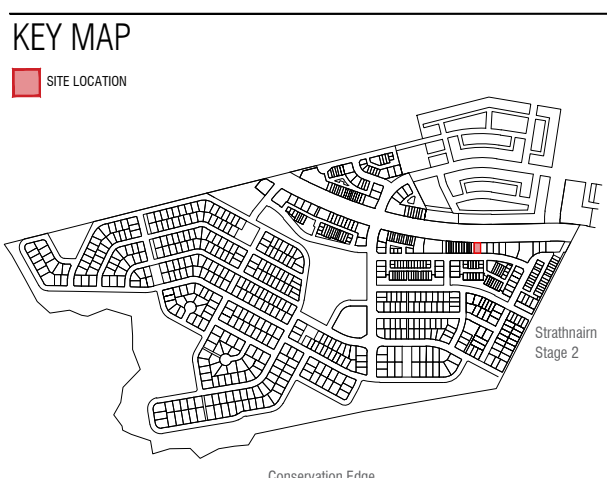 KEY MAP
SITE LOCATION
Strathnairn
Stage 2
Conservation Edge